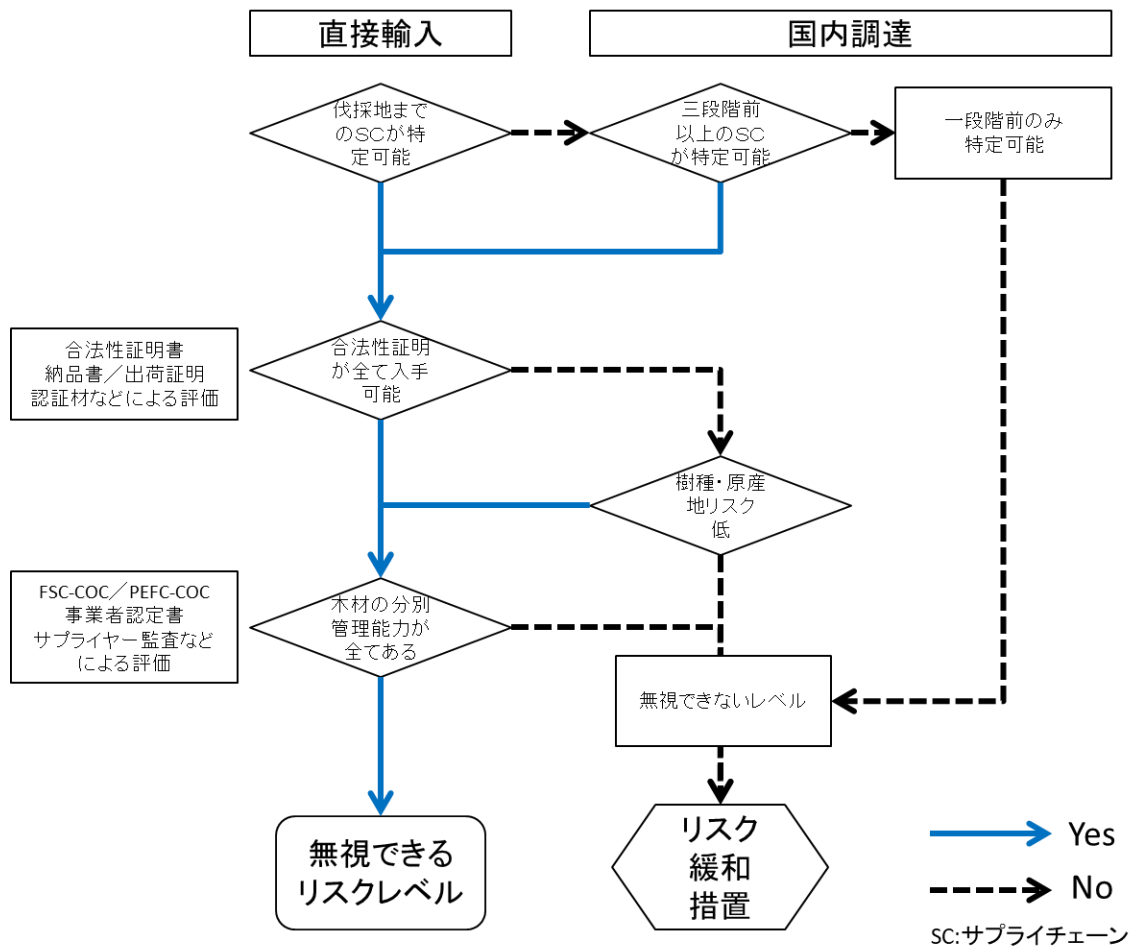 直接輸入
国内調達
伐採地まで
のSCが特
定可能
三段階前
以上のSC
が特定可能
一段階前のみ
特定可能
合法性証明書
納品書／出荷証明
認証材などによる評価
合法性証明
が全て入手
可能
樹種・原産
地リスク
低
FSC-COC／PEFC-COC
事業者認定書
サプライヤー監査など
による評価
木材の分別
管理能力が
全てある
無視できないレベル
無視できる
リスクレベル
リスク
緩和
措置
Yes
No
SC:サプライチェーン